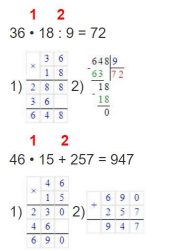 1 2
36 • 18 : 9 = 72
1)
× 3 6
1 8
2 8 8
3 6
6 4 8
2)
- 648 9
63 72
- 18
18
0
1 2
46 • 15 + 257 = 947
1)
× 4 6
1 5
2 3 0
4 6
6 9 0
2)
+ 6 9 0
2 5 7
9 4 7